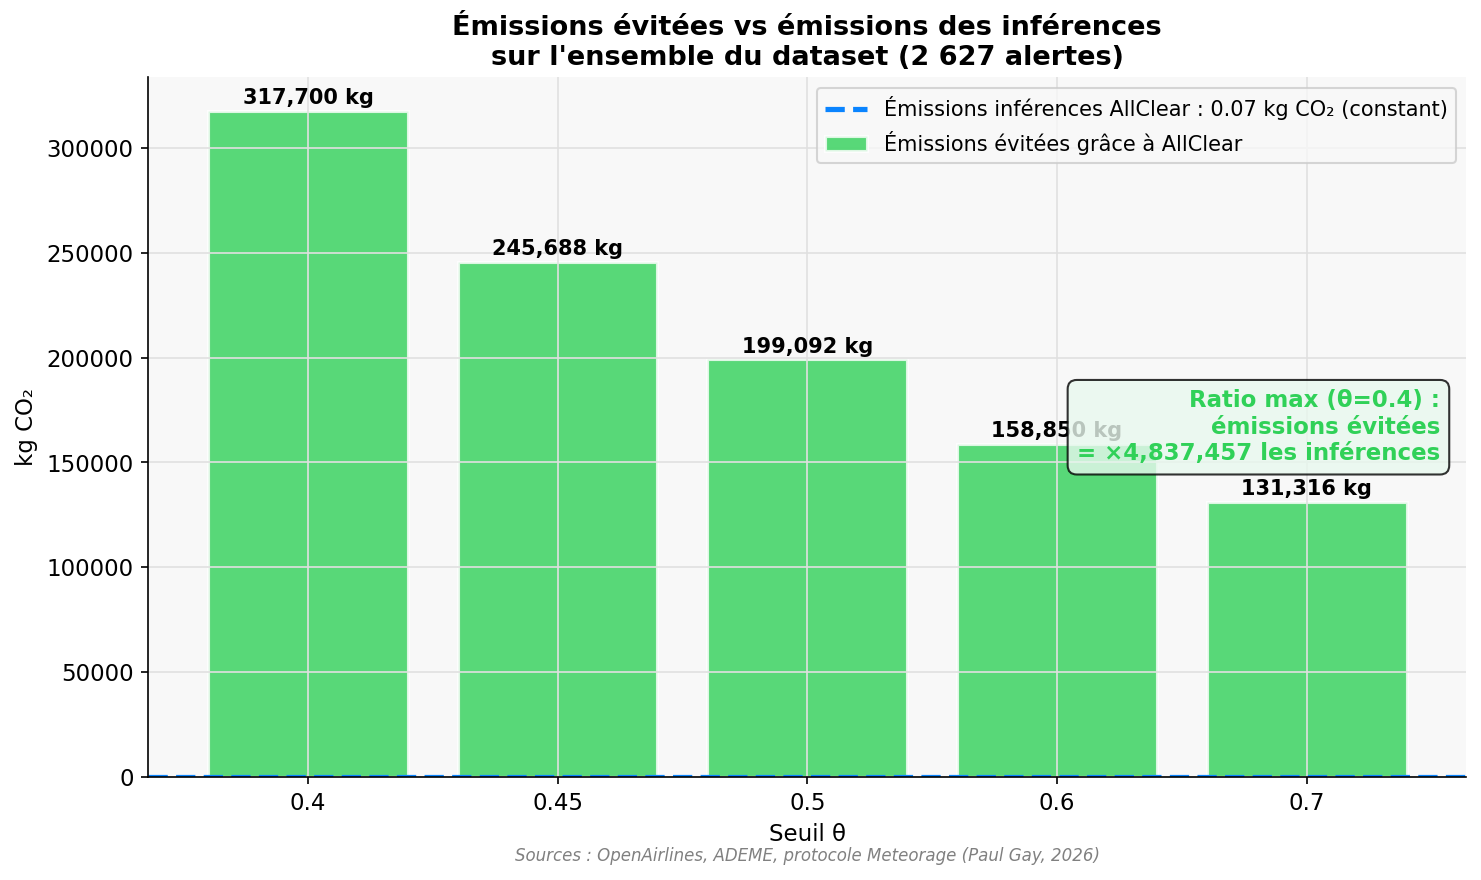 Émissions évitées vs émissions des inférences
sur l'ensemble du dataset (2 627 alertes)
Émissions inférences AllClear : 0.07 kg CO₂ (constant)
Émissions évitées grâce à AllClear
317,700 kg
245,688 kg
199,092 kg
158,850 kg
131,316 kg
Ratio max (θ=0.4) :
émissions évitées
= ×4,837,457 les inférences
kg CO₂
300000
250000
200000
150000
100000
50000
0
0.4
0.45
0.5
0.6
0.7
Seuil θ
Sources : OpenAirlines, ADEME, protocole Meteorage (Paul Gay, 2026)